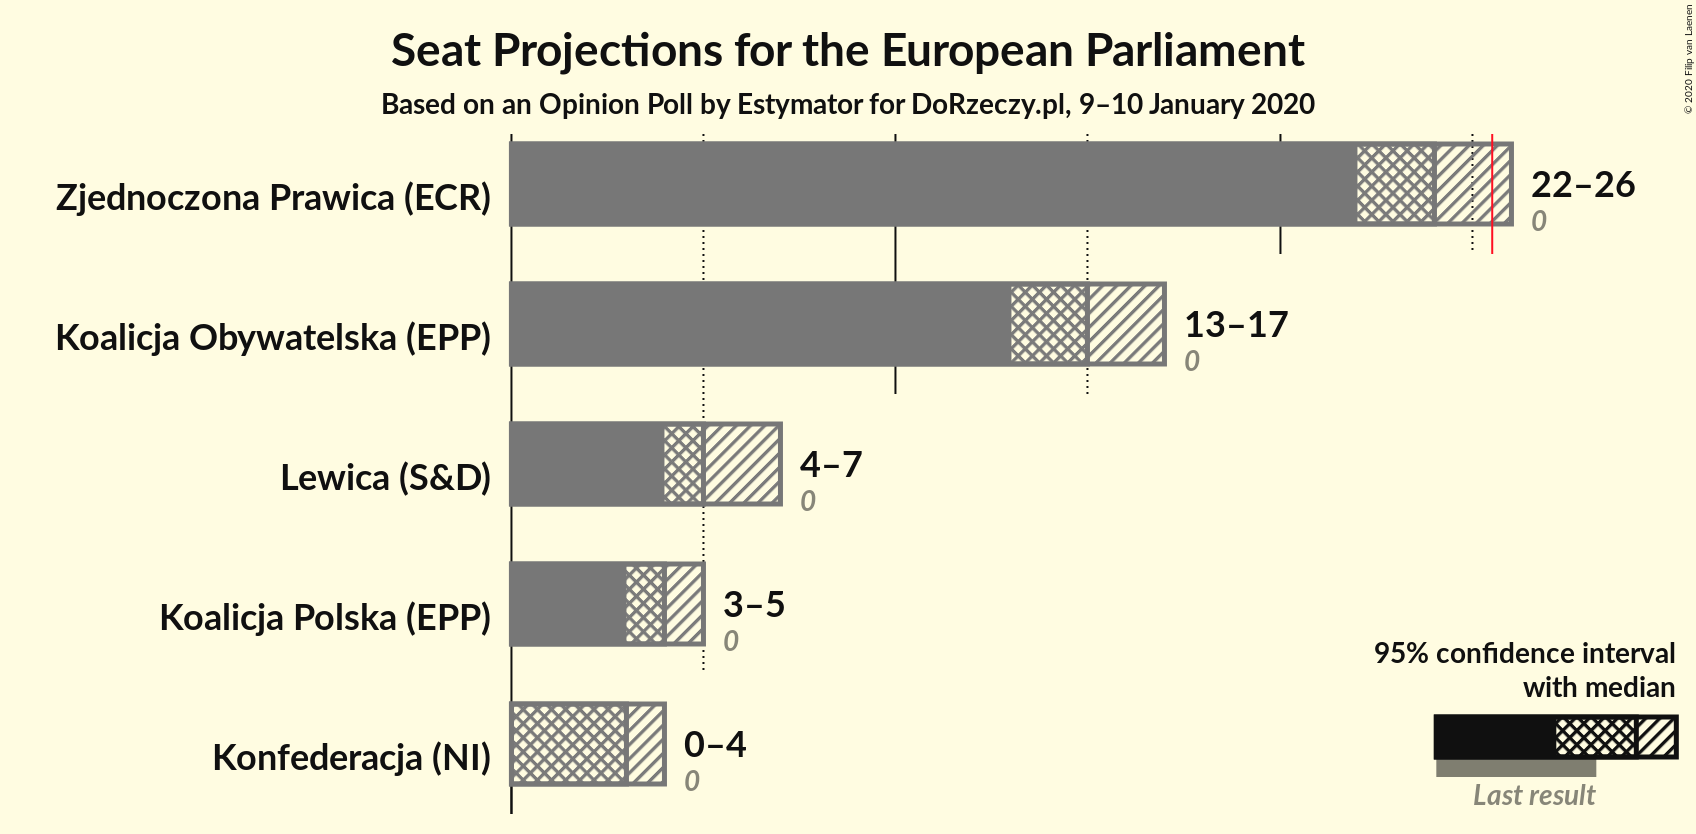 Seat Projections for the European Parliament
Based on an Opinion Poll by Estymator for DoRzeczy.pl, 9–10 January 2020
© 2020 Filip van Laenen
Zjednoczona Prawica (ECR)
22–26
0
Koalicja Obywatelska (EPP)
13–17
0
Lewica (S&D)
4–7
0
Koalicja Polska (EPP)
3–5
0
Konfederacja (NI)
0–4
0
95% confidence interval
with median
Last result